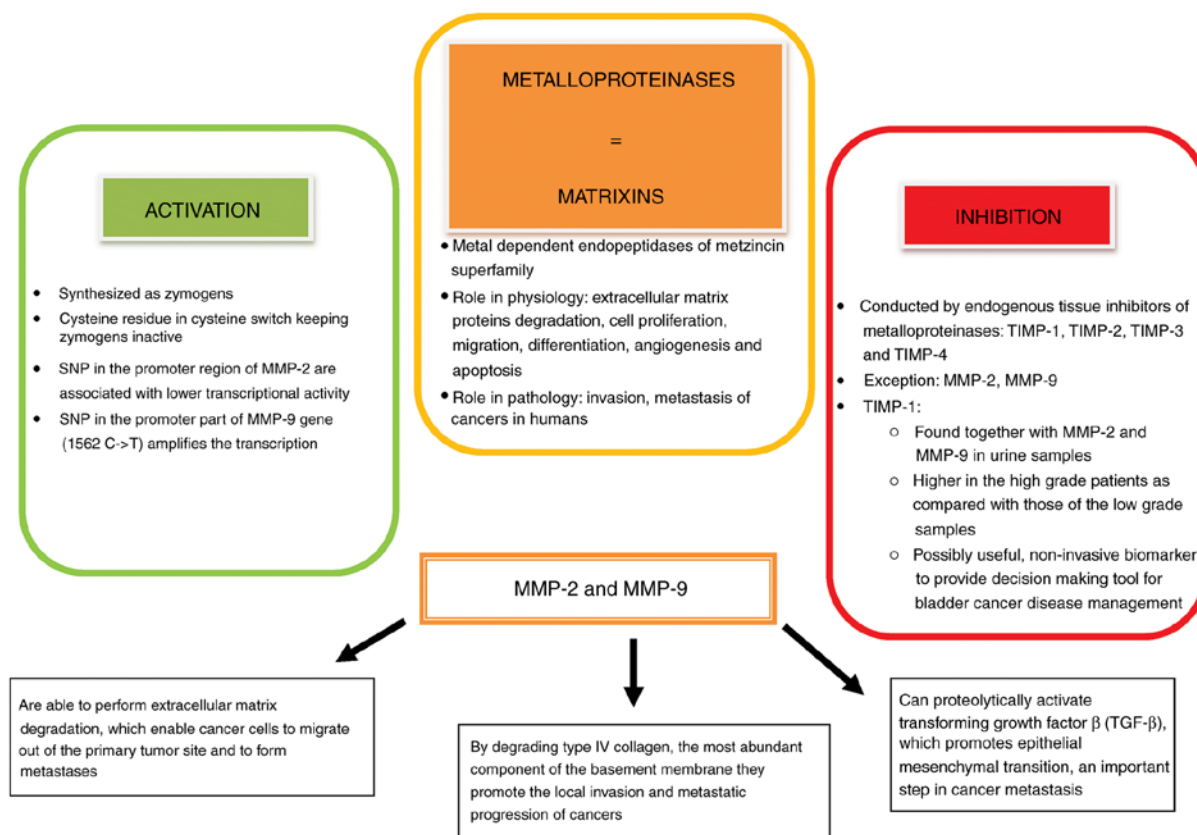 METALLOPROTEINASES
=
MATRIXINS
• Metal dependent endopeptidases of metzincin
superfamily
• Role in physiology: extracellular matrix
proteins degradation, cell proliferation,
migration, differentiation, angiogenesis and
apoptosis
• Role in pathology: invasion, metastasis of
cancers in humans
ACTIVATION
• Synthesized as zymogens
• Cysteine residue in cysteine switch keeping
zymogens inactive
• SNP in the promoter region of MMP-2 are
associated with lower transcriptional activity
• SNP in the promoter part of MMP-9 gene
(1562 C->T) amplifies the transcription
INHIBITION
• Conducted by endogenous tissue inhibitors of
metalloproteinases: TIMP-1, TIMP-2, TIMP-3
and TIMP-4
• Exception: MMP-2, MMP-9
• TIMP-1:
○ Found together with MMP-2 and
MMP-9 in urine samples
○ Higher in the high grade patients as
compared with those of the low grade
samples
○ Possibly useful, non-invasive biomarker
to provide decision making tool for
bladder cancer disease management
MMP-2 and MMP-9
Are able to perform extracellular matrix
degradation, which enable cancer cells to migrate
out of the primary tumor site and to form
metastases
By degrading type IV collagen, the most abundant
component of the basement membrane they
promote the local invasion and metastatic
progression of cancers
Can proteolytically activate
transforming growth factor β (TGF-β),
which promotes epithelial
mesenchymal transition, an important
step in cancer metastasis